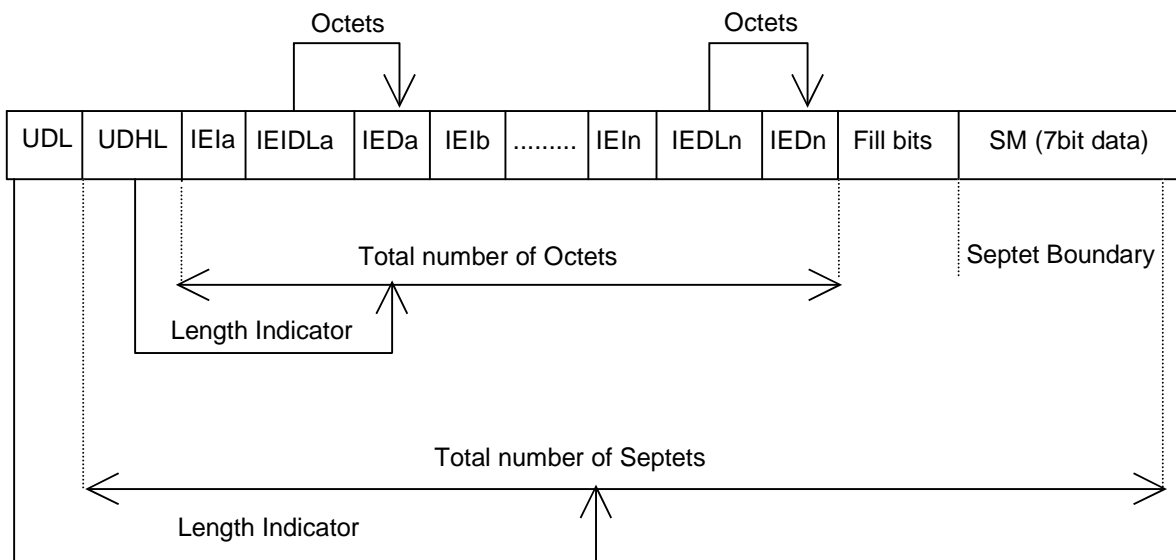 Octets Octets
UDL UDHL IEIa IEIDLa IEDa IEIb ......... IEIn IEDLn IEDn Fill bits SM (7bit data)
Total number of Octets Septet Boundary
Length Indicator
Total number of Septets
Length Indicator